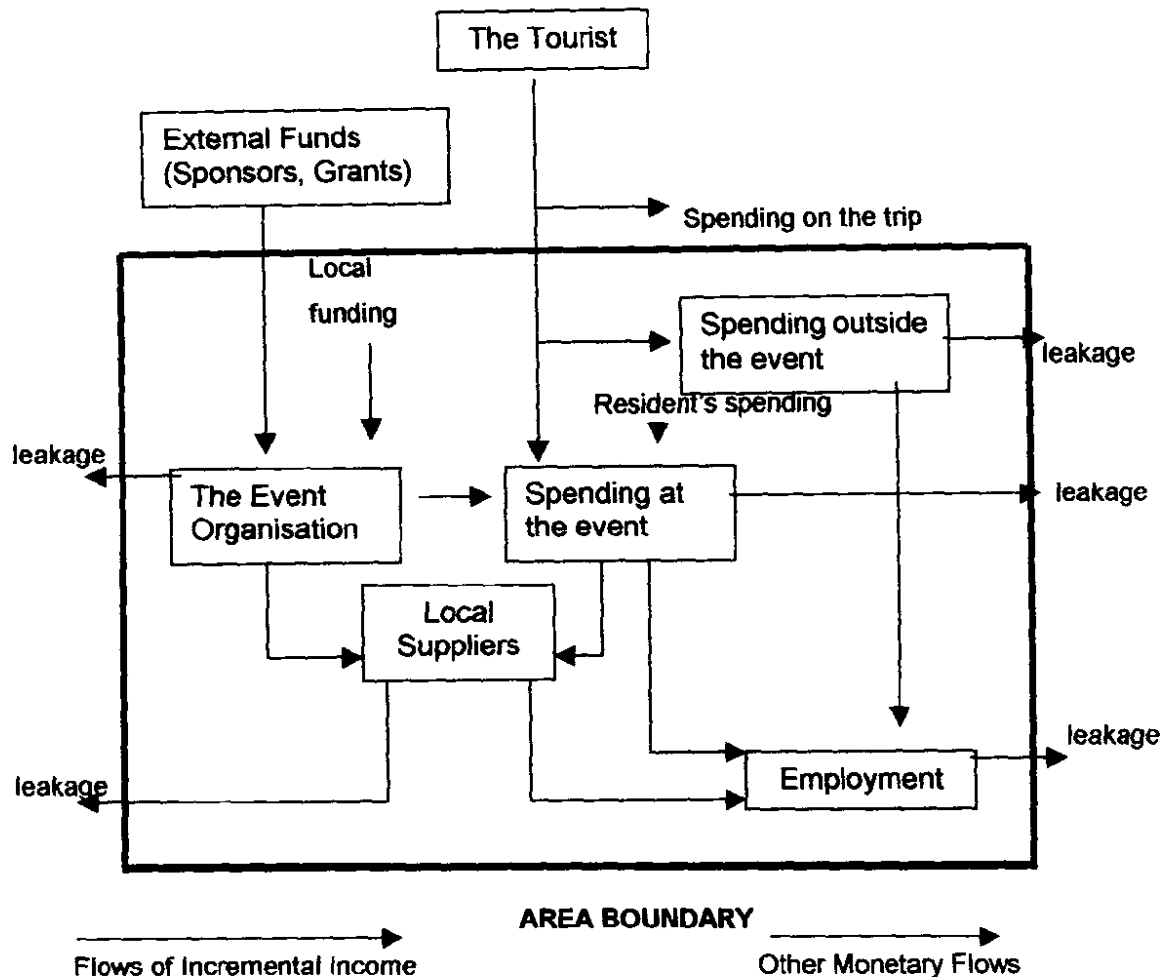 The Tourist
External Funds
(Sponsors, Grants)
Spending on the trip
Local
funding
Spending outside
the event
leakage
Resident's spending
leakage
The Event
Organisation
Spending at
the event
leakage
Local
Suppliers
leakage
Employment
leakage
AREA BOUNDARY
Flows of Incremental Income
Other Monetary Flows